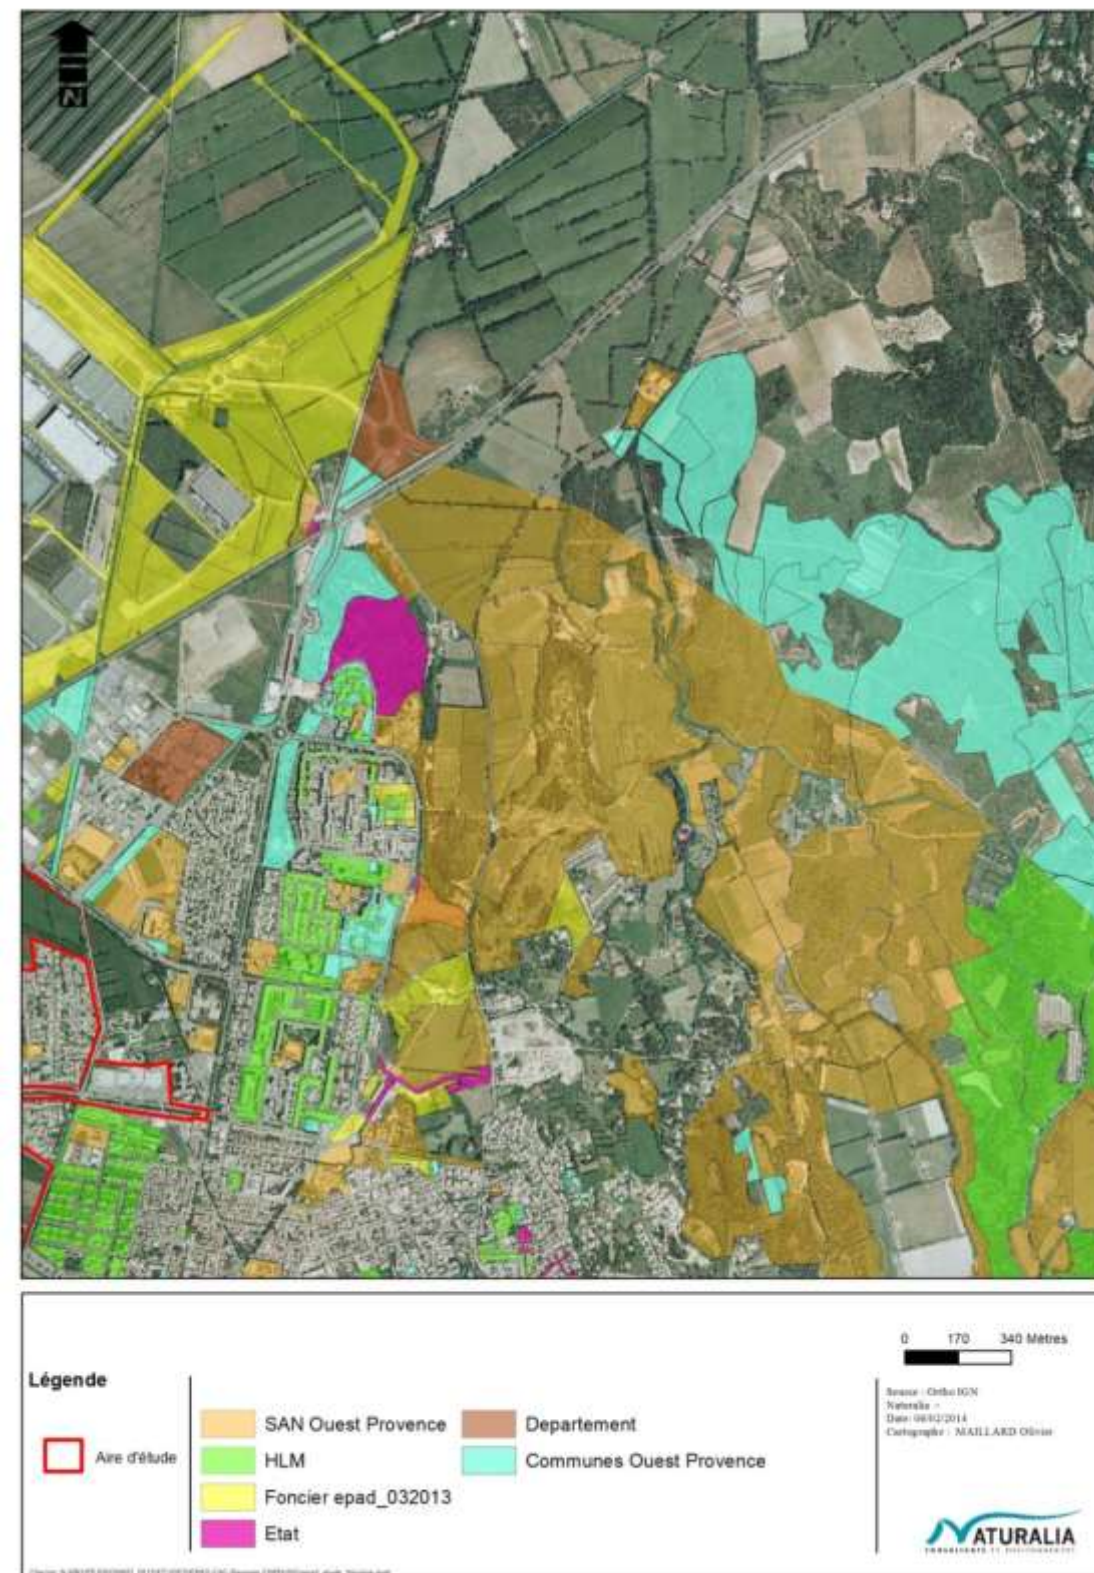 N
0 170 340 Mètres
Légende
Aire d'étude
SAN Ouest Provence
HLM
Foncier epad_032013
Etat
Departement
Communes Ouest Provence
Source : Ortho IGN
Naturalia -
Cartographe : MAILLARD Olivier
NATURALIA